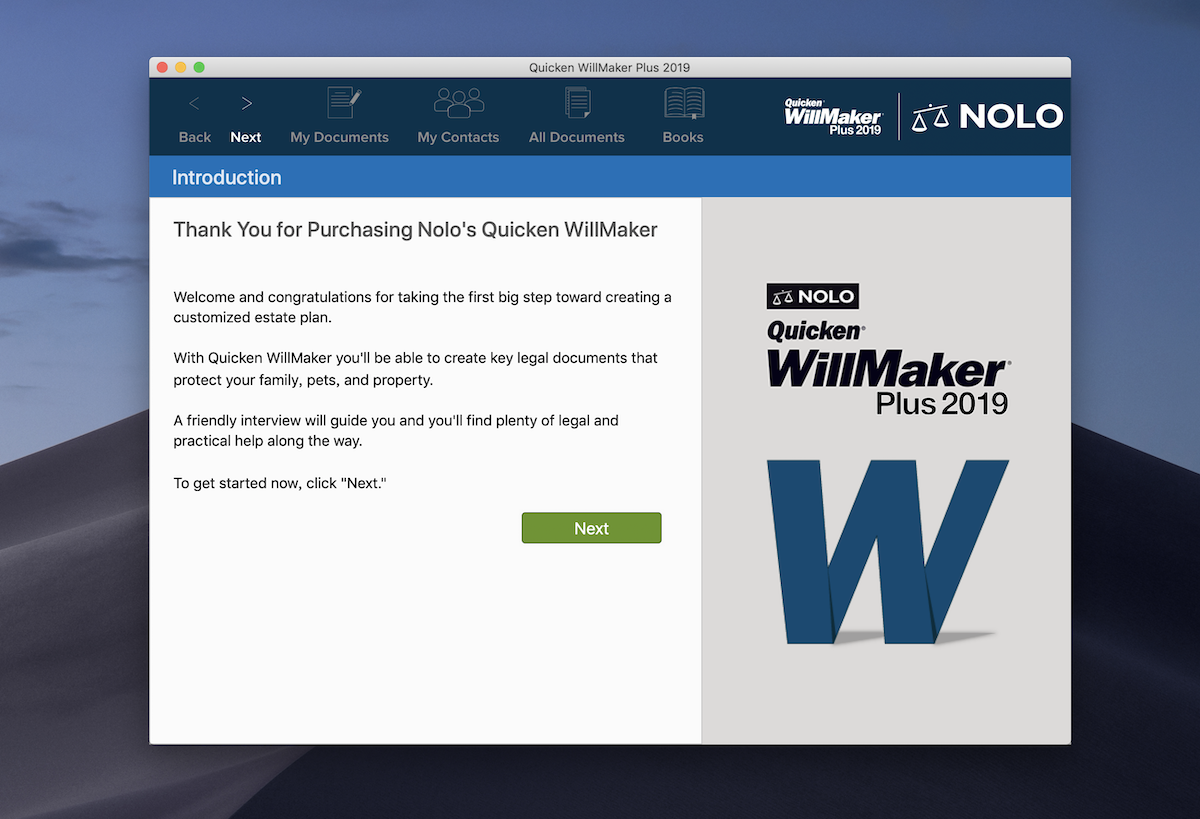 Quicken WillMaker Plus 2019
Back
Next
My Documents
My Contacts
All Documents
Books
Quicken
WillMaker
Plus 2019
NOLO
Introduction
Thank You for Purchasing Nolo's Quicken WillMaker
Welcome and congratulations for taking the first big step toward creating a
customized estate plan.
With Quicken WillMaker you'll be able to create key legal documents that
protect your family, pets, and property.
A friendly interview will guide you and you'll find plenty of legal and
practical help along the way.
To get started now, click "Next."
Next
NOLO
Quicken®
WillMaker®
Plus 2019
W